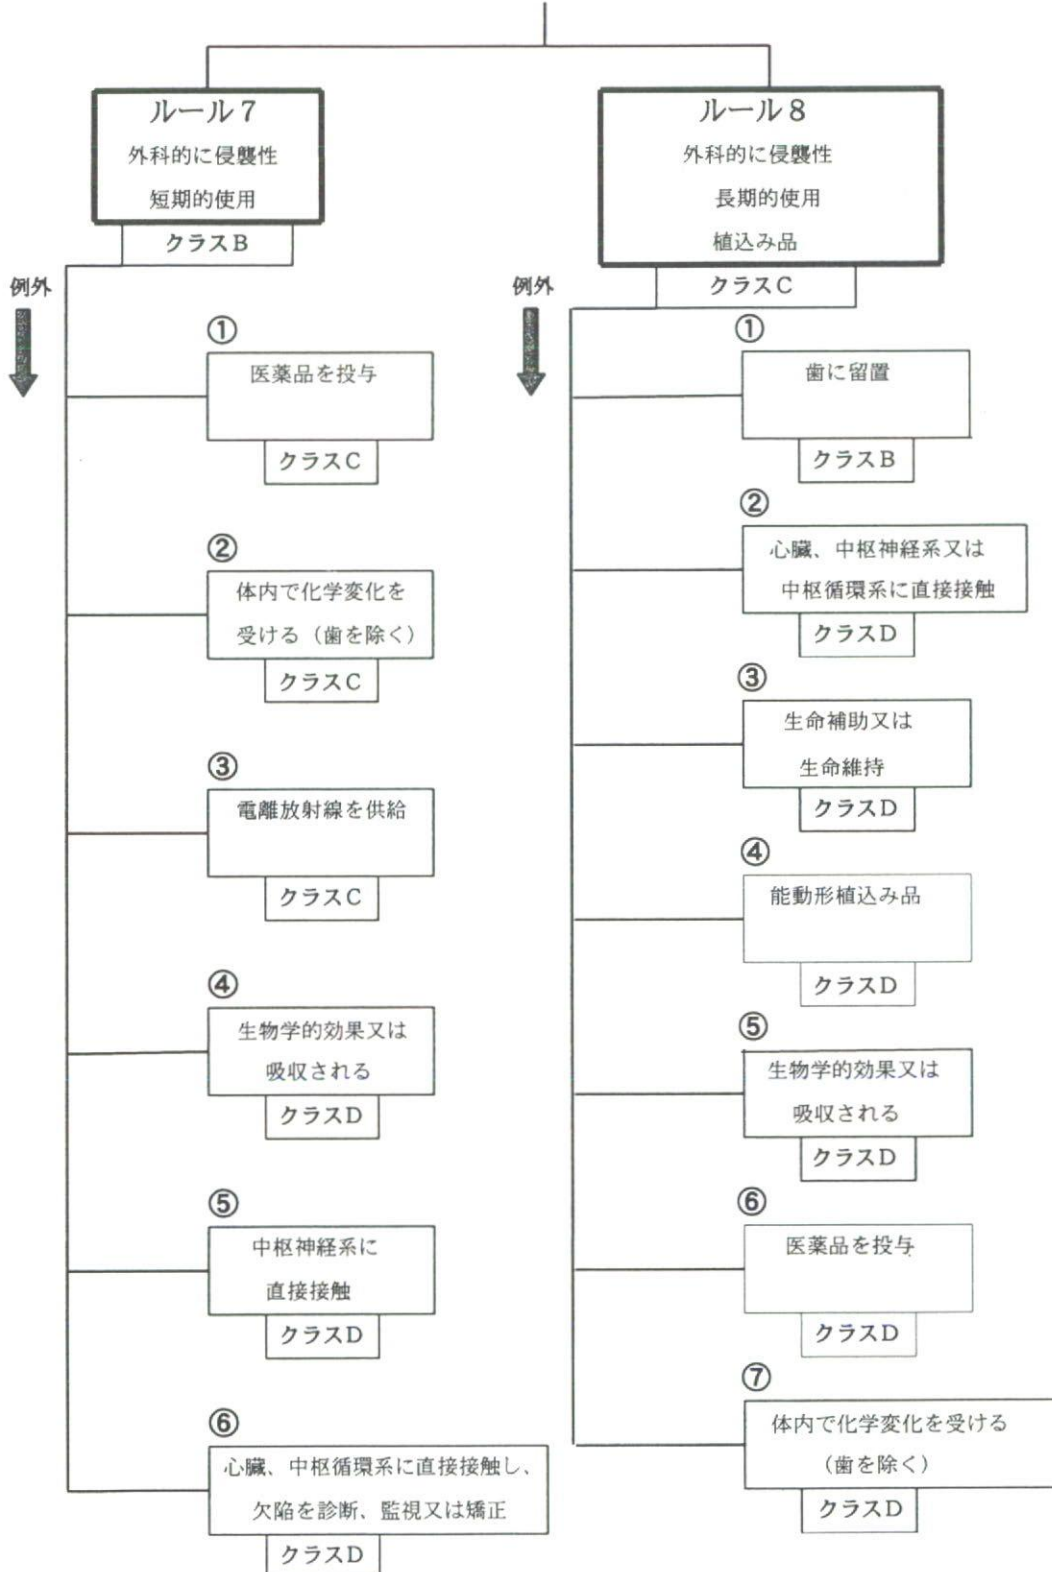 ルール7
外科的に侵襲性
短期的使用
クラスB
例外
①
医薬品を投与
クラスC
②
体内で化学変化を
受ける（歯を除く）
クラスC
③
電離放射線を供給
クラスC
④
生物学的効果又は
吸収される
クラスD
⑤
中枢神経系に
直接接触
クラスD
⑥
心臓、中枢循環系に直接接触し、
欠陥を診断、監視又は矯正
クラスD
ルール8
外科的に侵襲性
長期的使用
植込み品
クラスC
例外
①
歯に留置
クラスB
②
心臓、中枢神経系又は
中枢循環系に直接接触
クラスD
③
生命補助又は
生命維持
クラスD
④
能動形植込み品
クラスD
⑤
生物学的効果又は
吸収される
クラスD
⑥
医薬品を投与
クラスD
⑦
体内で化学変化を受ける
（歯を除く）
クラスD